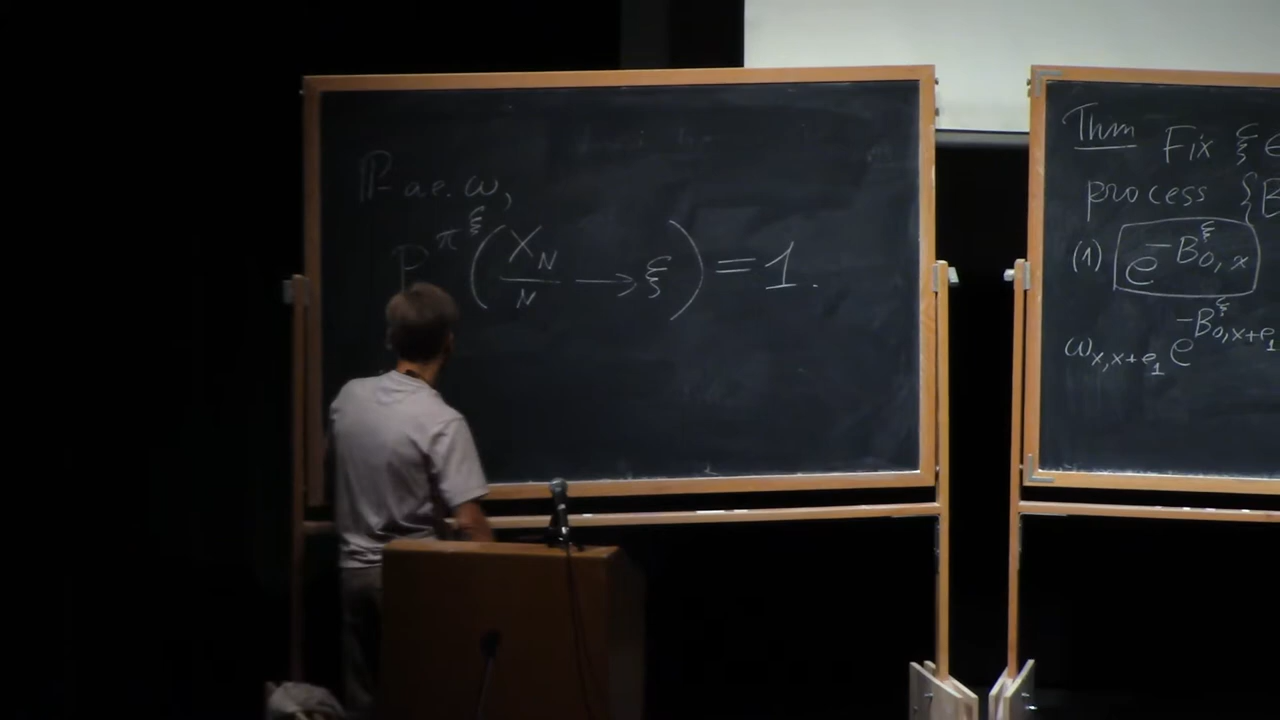 ℙ-a.e. ω,
P^{π^ξ}(X_N/N → ξ) = 1.
Thm Fix ξ ∈
process {B
(1) e^{-B^ξ_{0,x}}
ω_{x,x+e_1} e^{-B^ξ_{0,x+e_1}}